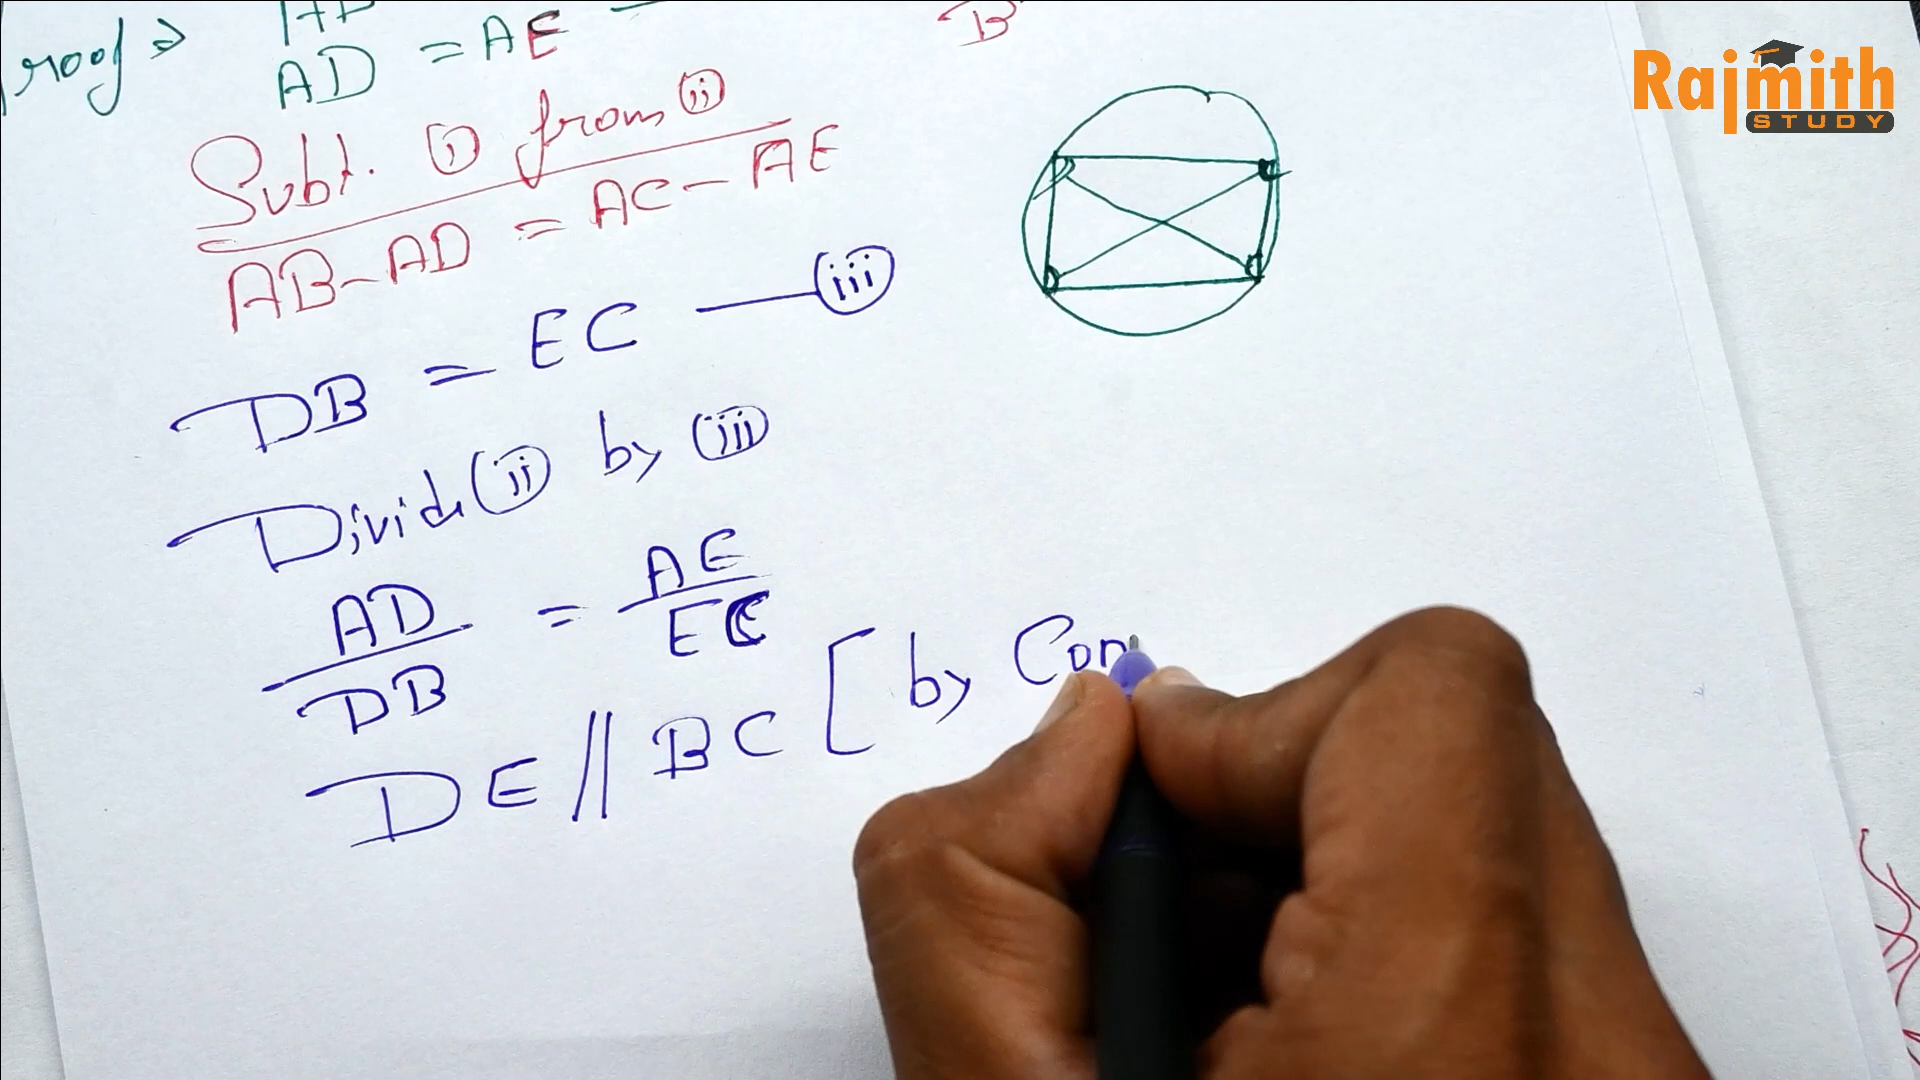 AD = AE
B
Rajmith
STUDY
Subt. (i) from (ii)
AB - AD = AC - AE
DB = EC — (iii)
Divide (ii) by (iii)
AD/DB = AE/EC
DE || BC [by Con